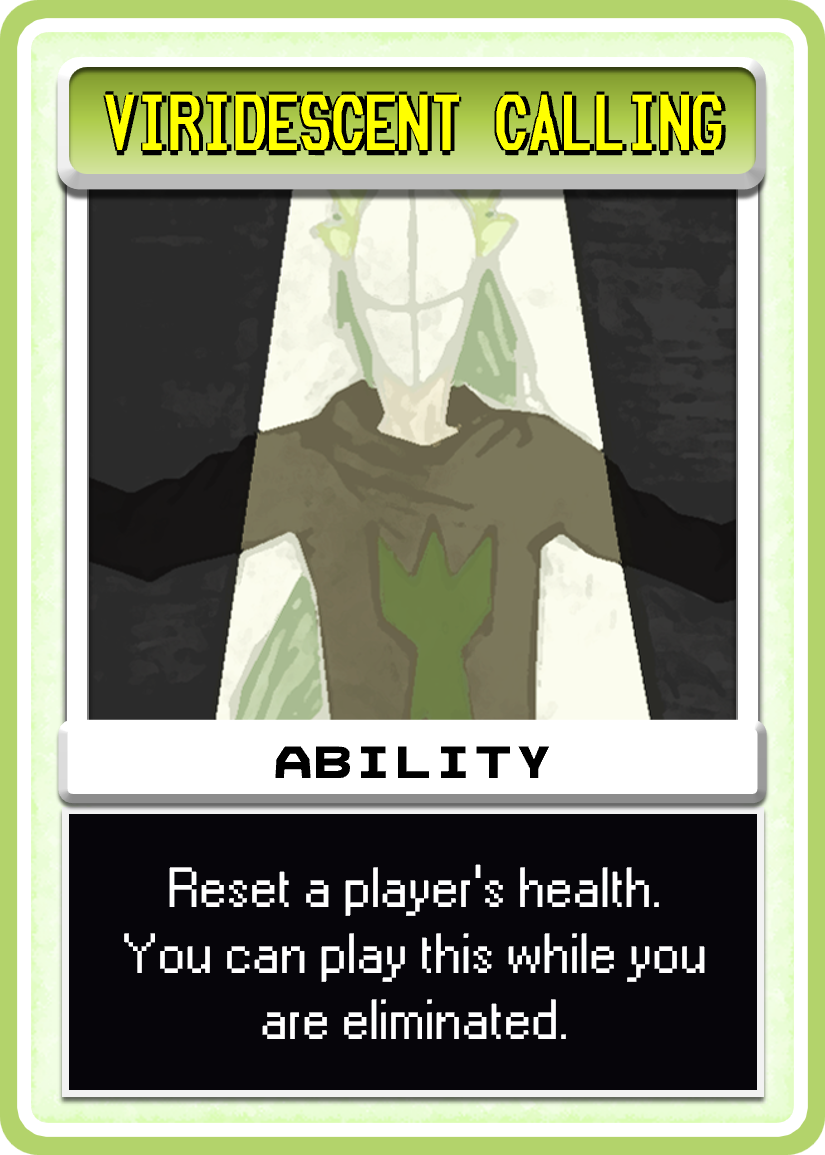 VIRIDESCENT CALLING
ABILITY
Reset a player's health.
You can play this while you
are eliminated.